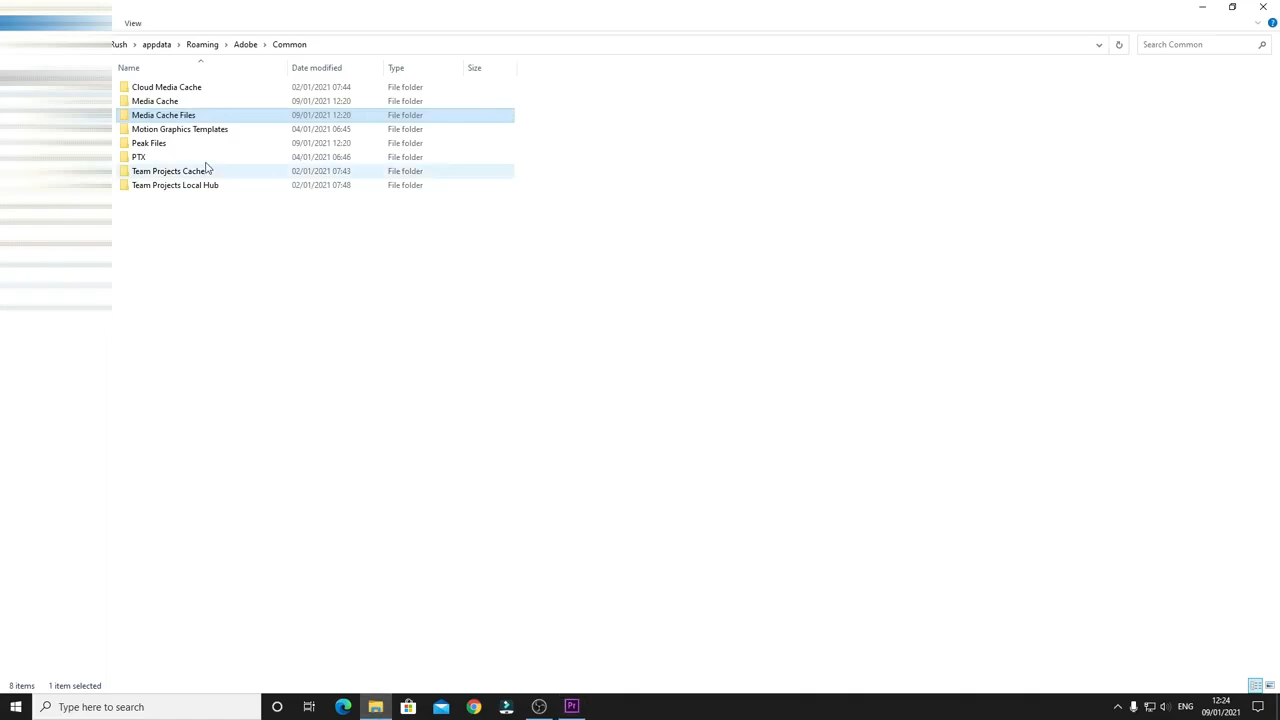 View
Rush > appdata > Roaming > Adobe > Common
Search Common
Name Date modified Type Size
Cloud Media Cache 02/01/2021 07:44 File folder
Media Cache 09/01/2021 12:20 File folder
Media Cache Files 09/01/2021 12:20 File folder
Motion Graphics Templates 04/01/2021 06:45 File folder
Peak Files 09/01/2021 12:20 File folder
PTX 04/01/2021 06:46 File folder
Team Projects Cache 02/01/2021 07:43 File folder
Team Projects Local Hub 02/01/2021 07:48 File folder
8 items 1 item selected
Type here to search
Pr
ENG
12:24
09/01/2021